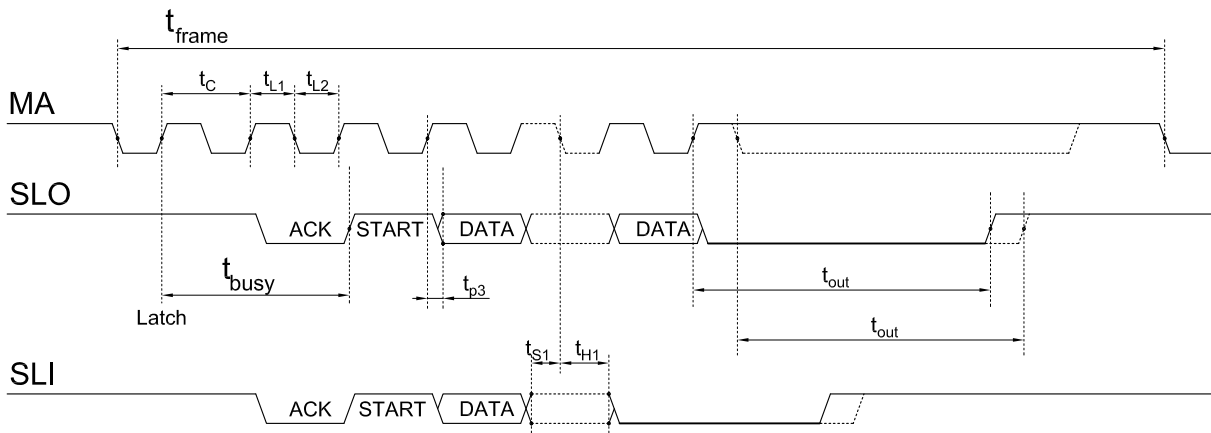 t_frame
t_C t_L1 t_L2
MA
SLO
ACK START DATA DATA
t_busy t_p3 t_out
Latch
t_out
t_S1 t_H1
SLI
ACK START DATA